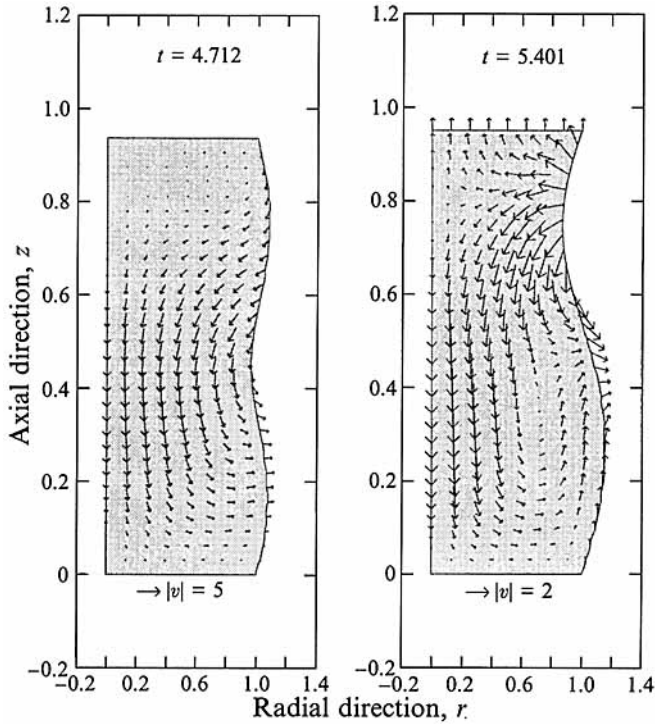 1.2
1.0
0.8
0.6
0.4
0.2
0
−0.2
Axial direction, z
t = 4.712
|v| = 5
−0.2 0.2 0.6 1.0 1.4
1.2
1.0
0.8
0.6
0.4
0.2
0
−0.2
t = 5.401
|v| = 2
−0.2 0.2 0.6 1.0 1.4
Radial direction, r.